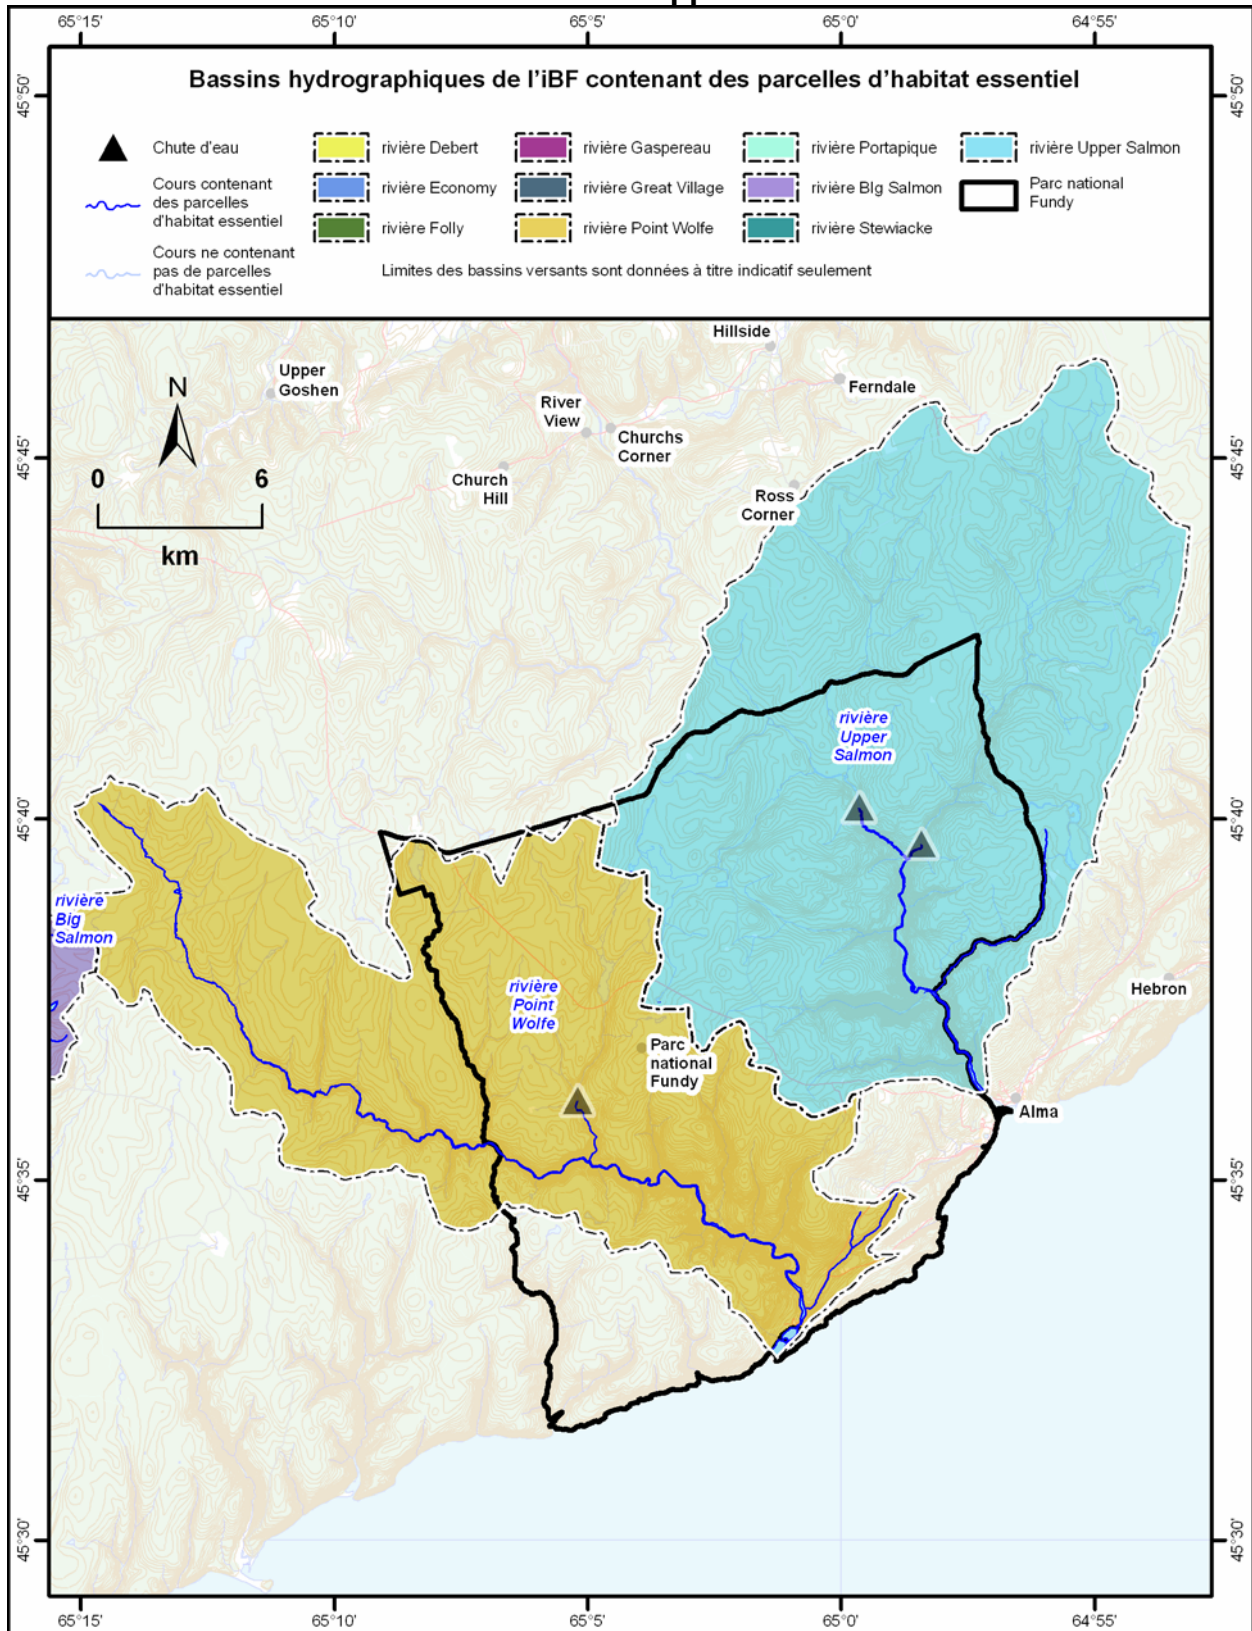 65°15' 65°10' 65°5' 65°0' 64°55'
45°50' 45°50'
Bassins hydrographiques de l'iBF contenant des parcelles d'habitat essentiel
Chute d'eau
Cours contenant
des parcelles
d'habitat essentiel
Cours ne contenant
pas de parcelles
d'habitat essentiel
rivière Debert
rivière Economy
rivière Folly
rivière Gaspereau
rivière Great Village
rivière Point Wolfe
rivière Portapique
rivière BIg Salmon
rivière Stewiacke
rivière Upper Salmon
Parc national
Fundy
Limites des bassins versants sont données à titre indicatif seulement
Hillside
Upper
Goshen
Ferndale
River
View
Churchs
Corner
Church
Hill
Ross
Corner
N
0 6
km
45°45' 45°45'
rivière
Upper
Salmon
45°40' 45°40'
rivière
Big
Salmon
rivière
Point
Wolfe
Hebron
Parc
national
Fundy
Alma
45°35' 45°35'
45°30' 45°30'
65°15' 65°10' 65°5' 65°0' 64°55'